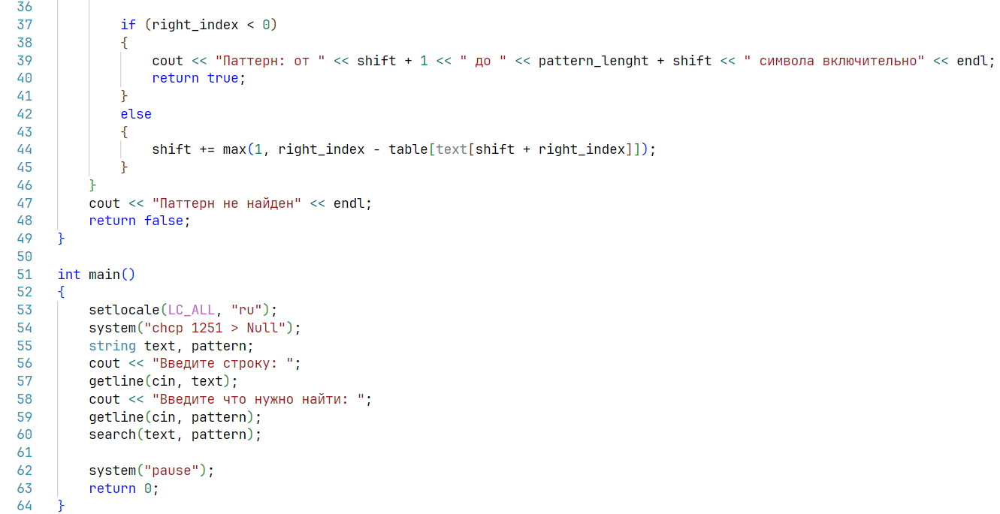 36
37 if (right_index < 0)
38 {
39 cout << "Паттерн: от " << shift + 1 << " до " << pattern_lenght + shift << " символа включительно" << endl;
40 return true;
41 }
42 else
43 {
44 shift += max(1, right_index - table[text[shift + right_index]]);
45 }
46 }
47 cout << "Паттерн не найден" << endl;
48 return false;
49 }
50
51 int main()
52 {
53 setlocale(LC_ALL, "ru");
54 system("chcp 1251 > Null");
55 string text, pattern;
56 cout << "Введите строку: ";
57 getline(cin, text);
58 cout << "Введите что нужно найти: ";
59 getline(cin, pattern);
60 search(text, pattern);
61
62 system("pause");
63 return 0;
64 }